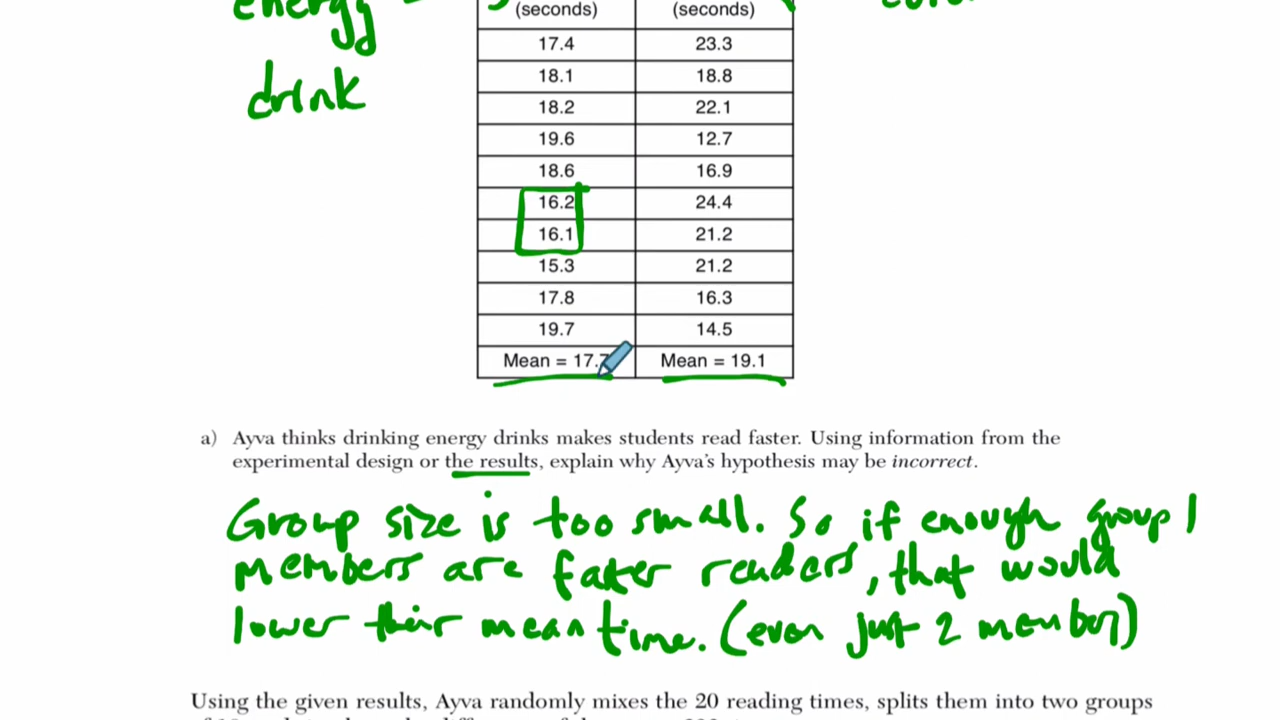 energy
(seconds) (seconds)
drink
17.4 23.3
18.1 18.8
18.2 22.1
19.6 12.7
18.6 16.9
16.2 24.4
16.1 21.2
15.3 21.2
17.8 16.3
19.7 14.5
Mean = 17. Mean = 19.1
a) Ayva thinks drinking energy drinks makes students read faster. Using information from the
experimental design or the results, explain why Ayva's hypothesis may be incorrect.
Group size is too small. So if enough group 1
members are faster readers, that would
lower their mean time. (even just 2 members)
Using the given results, Ayva randomly mixes the 20 reading times, splits them into two groups